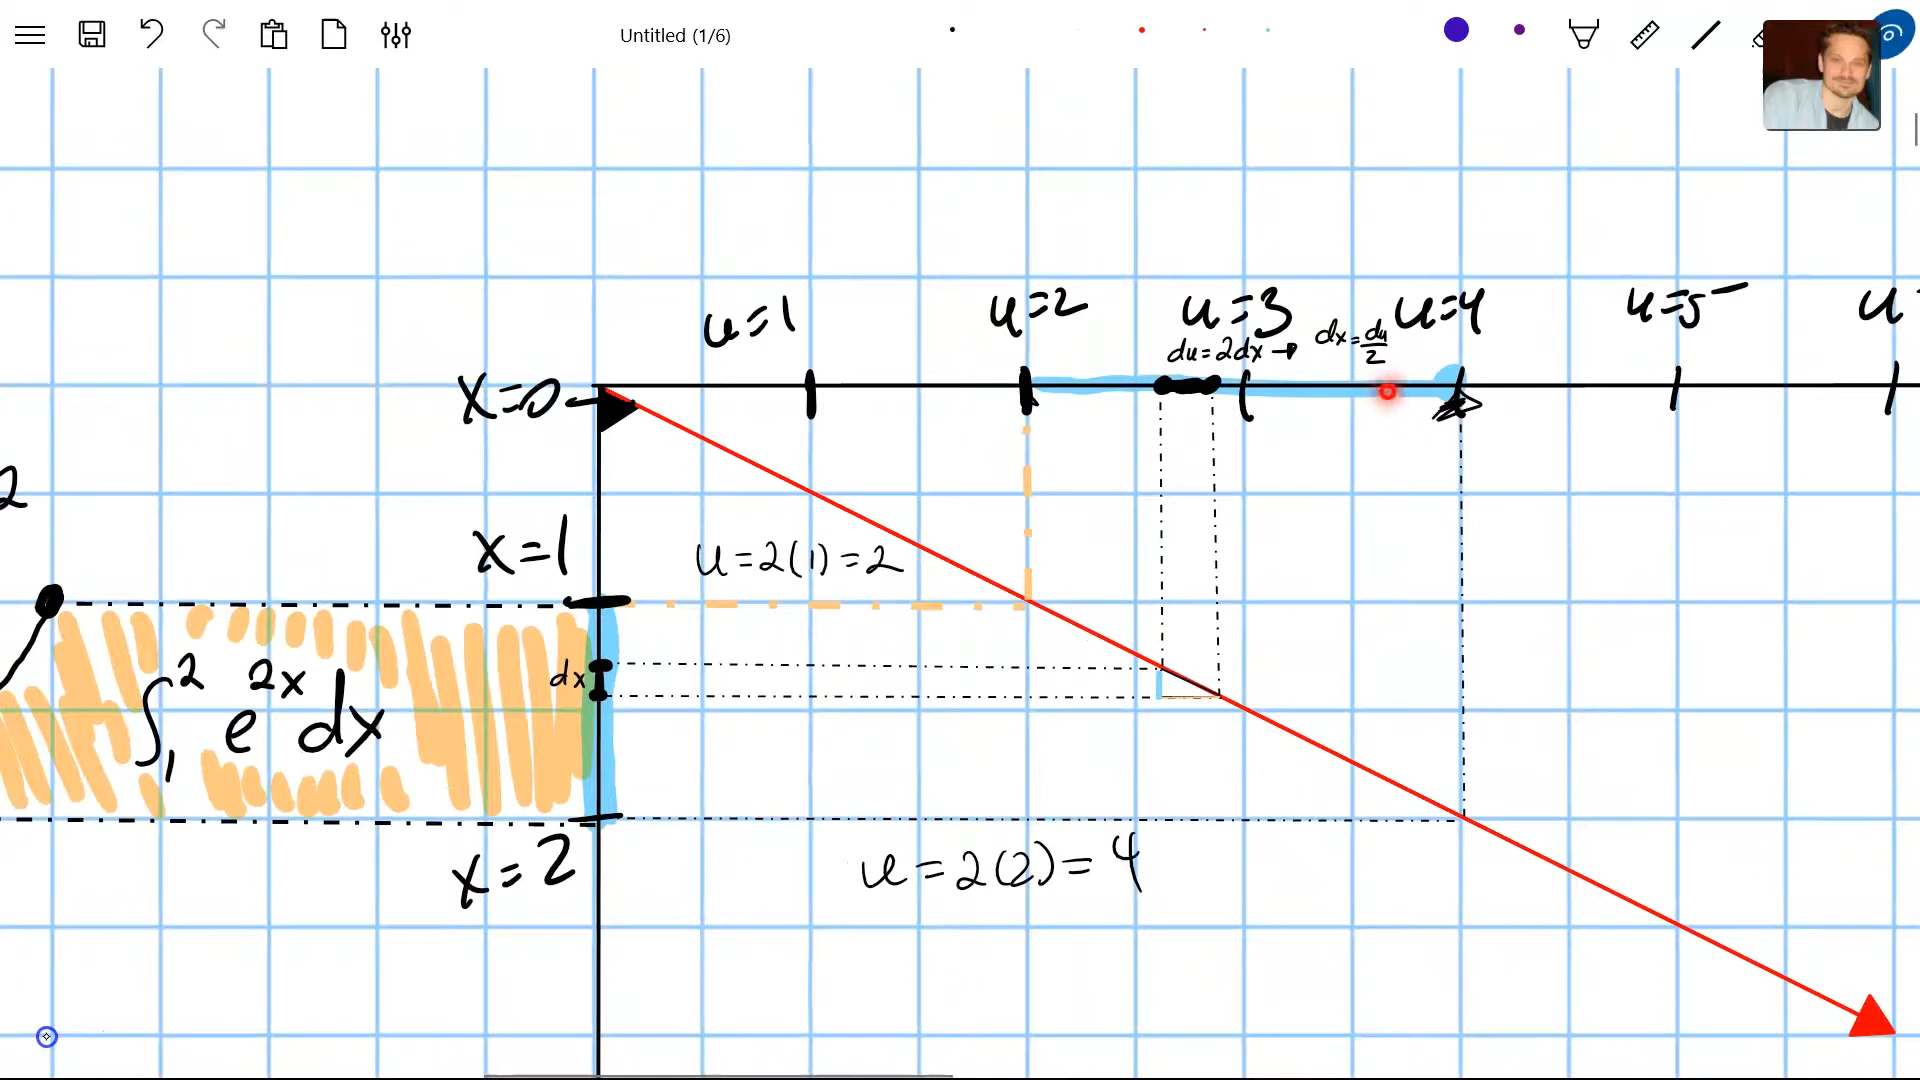 Untitled (1/6)
u=1
u=2
u=3
u=4
u=5
u
du=2dx→
dx=du/2
x=0
2
x=1
u=2(1)=2
dx
∫₁² e^2x dx
x=2
u=2(2)=4